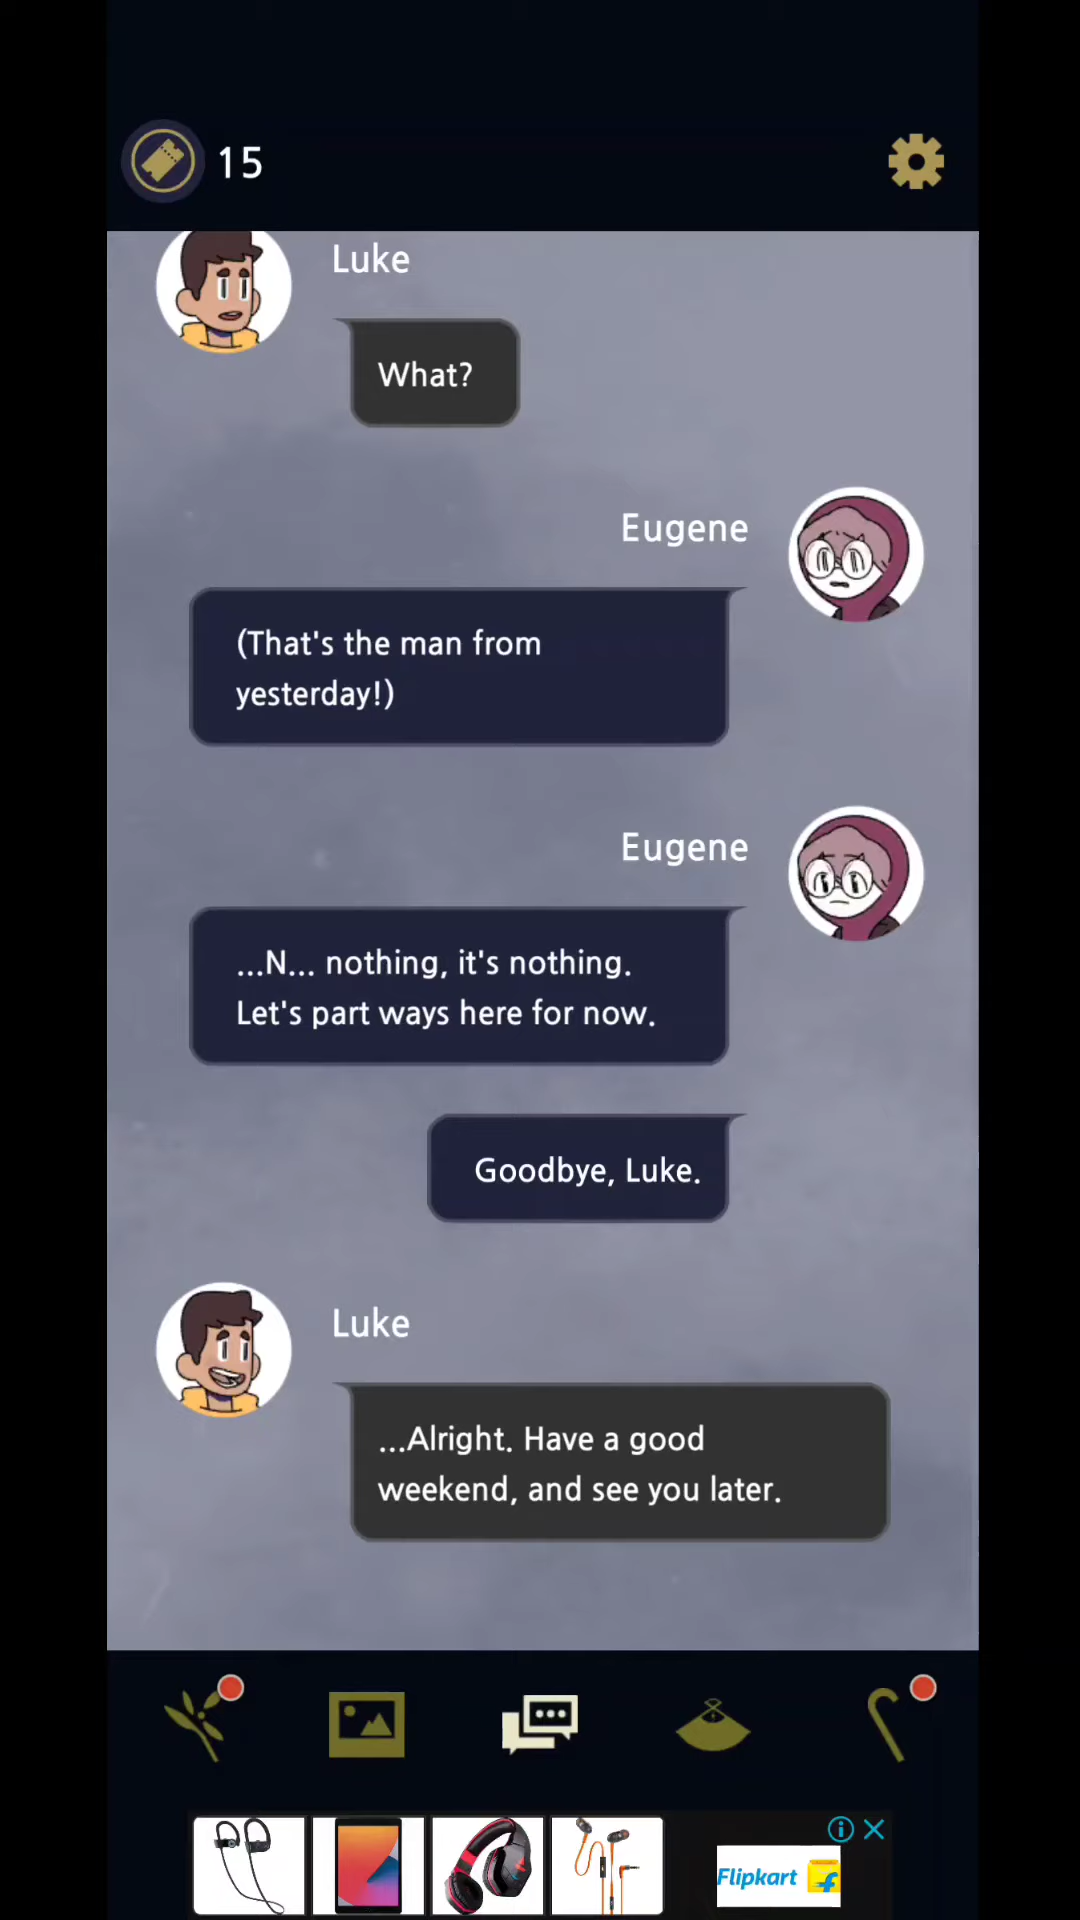 15
Luke
What?
Eugene
(That's the man from
yesterday!)
Eugene
...N... nothing, it's nothing.
Let's part ways here for now.
Goodbye, Luke.
Luke
...Alright. Have a good
weekend, and see you later.
Flipkart